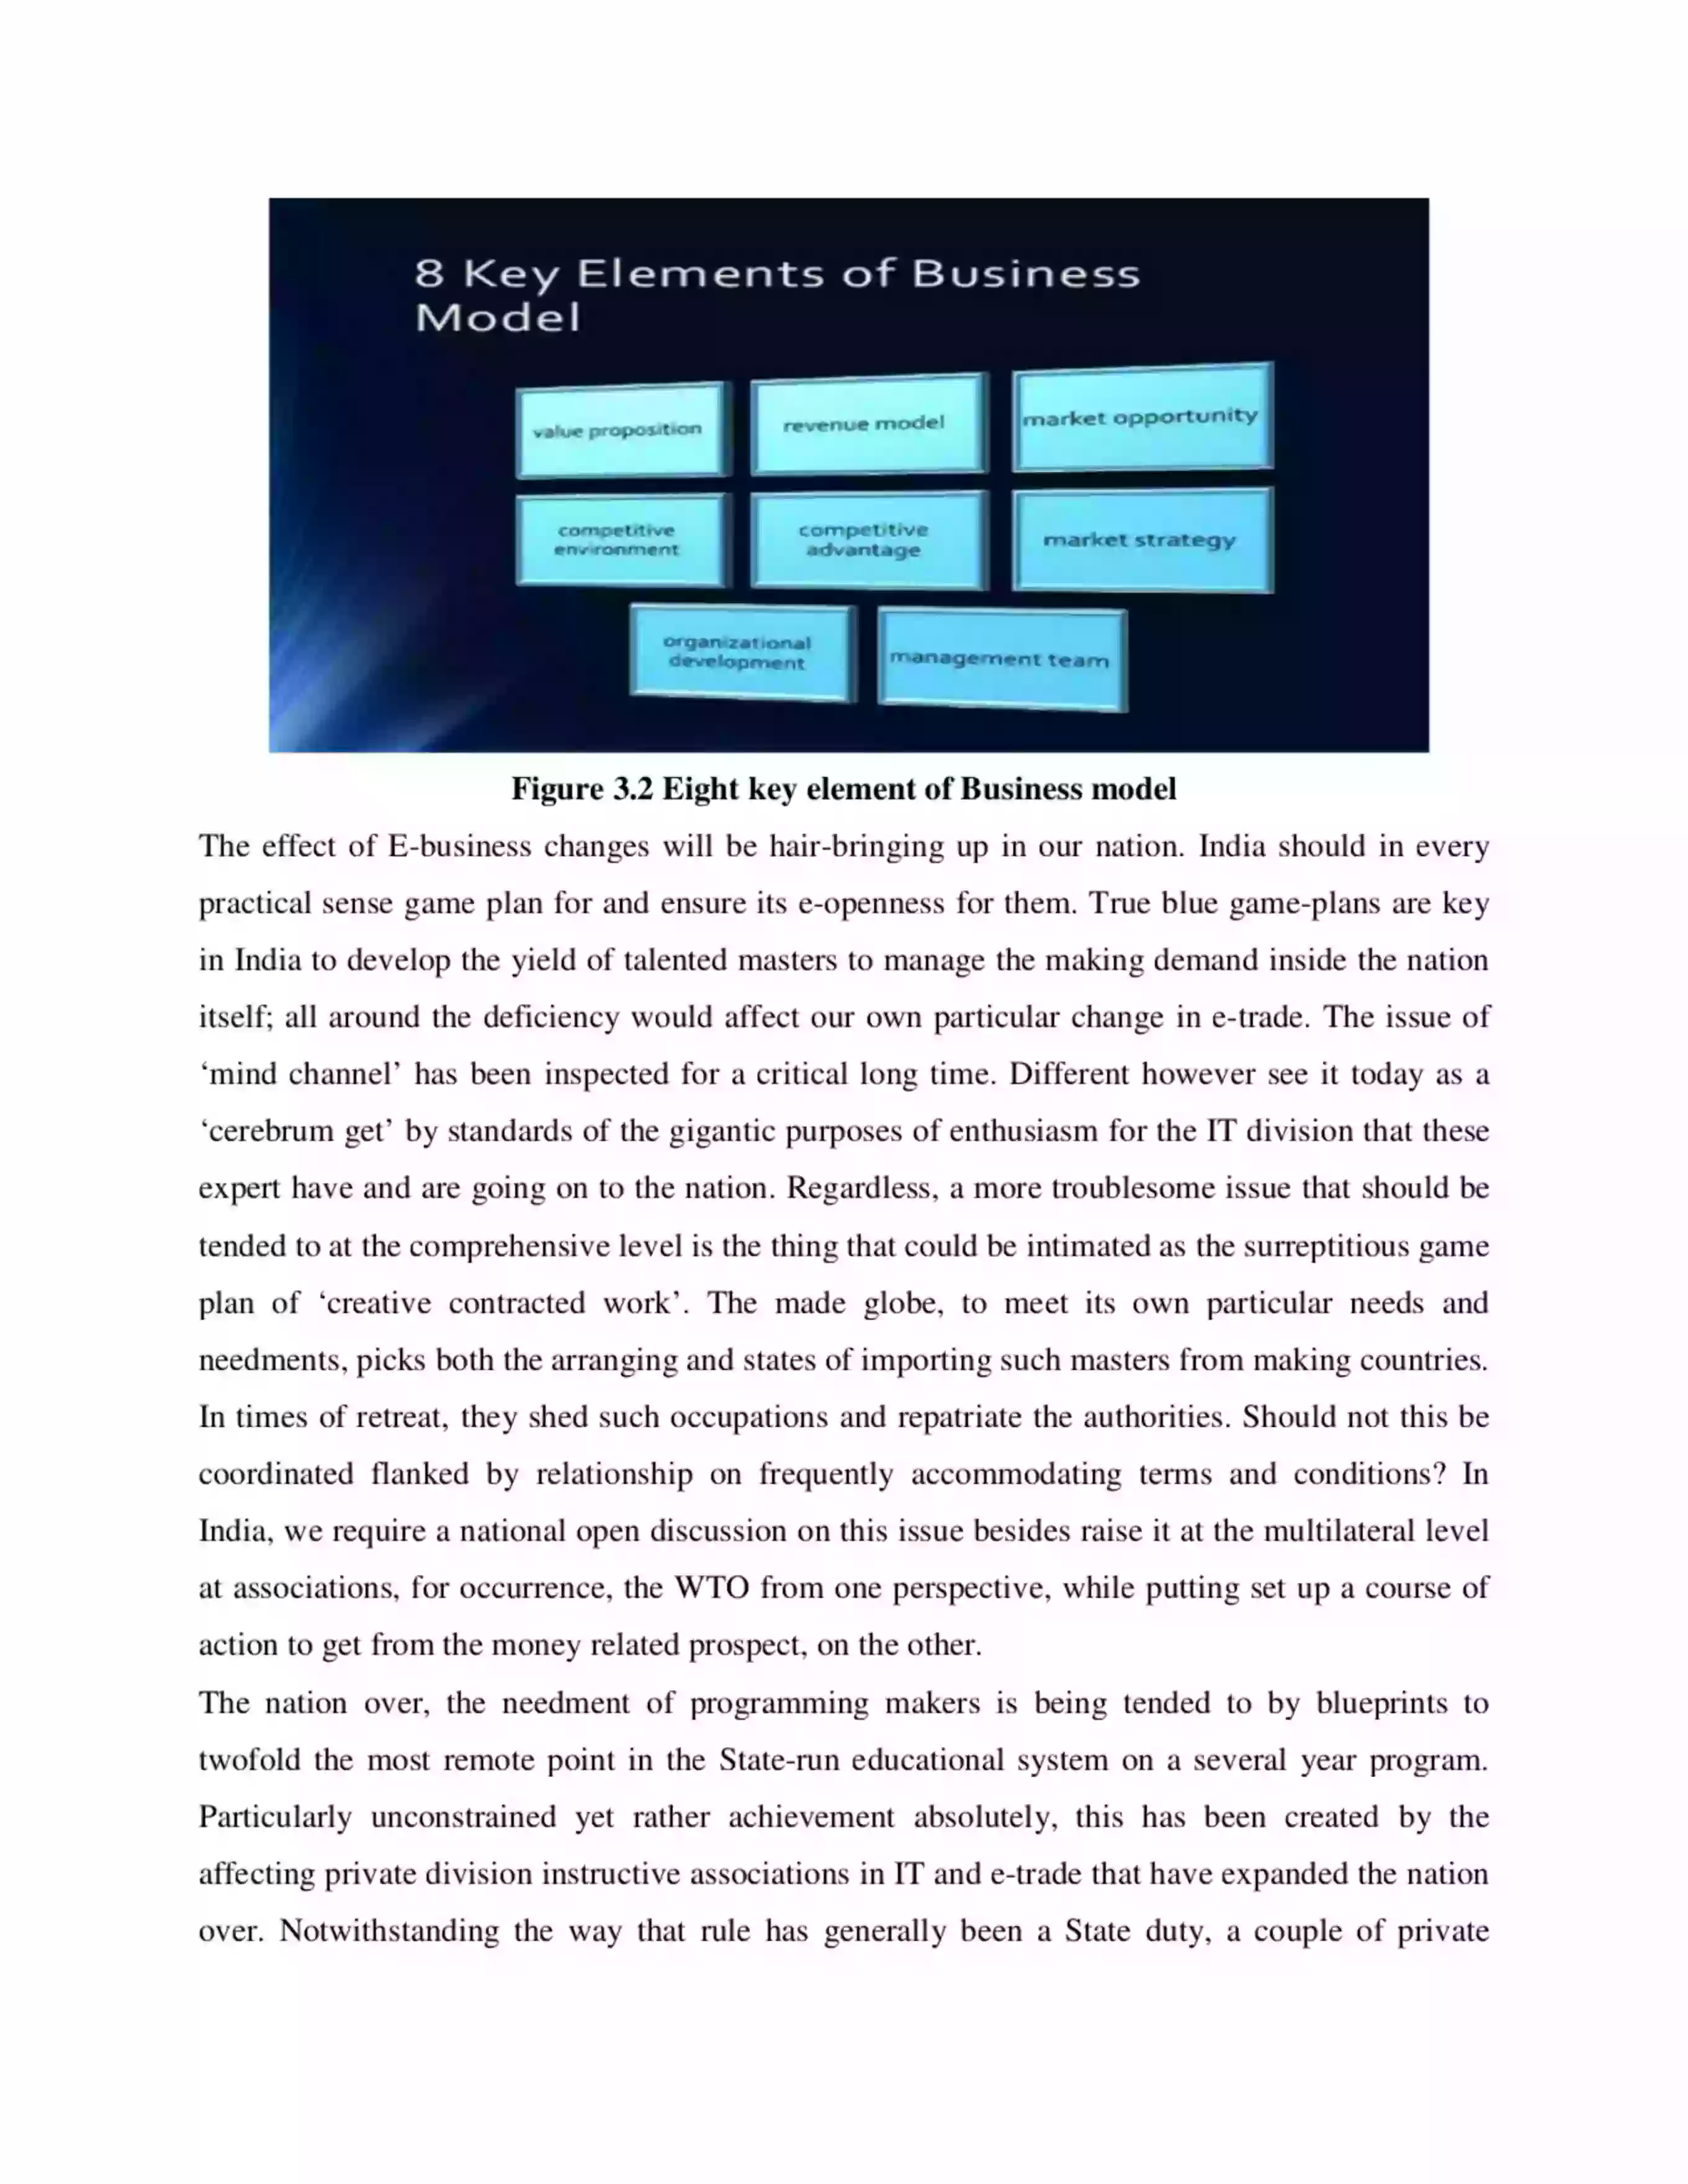 8 Key Elements of Business
Model
value proposition
revenue model
market opportunity
competitive
environment
competitive
advantage
market strategy
organizational
development
management team
Figure 3.2 Eight key element of Business model
The effect of E-business changes will be hair-bringing up in our nation. India should in every
practical sense game plan for and ensure its e-openness for them. True blue game-plans are key
in India to develop the yield of talented masters to manage the making demand inside the nation
itself; all around the deficiency would affect our own particular change in e-trade. The issue of
‘mind channel’ has been inspected for a critical long time. Different however see it today as a
‘cerebrum get’ by standards of the gigantic purposes of enthusiasm for the IT division that these
expert have and are going on to the nation. Regardless, a more troublesome issue that should be
tended to at the comprehensive level is the thing that could be intimated as the surreptitious game
plan of ‘creative contracted work’. The made globe, to meet its own particular needs and
needments, picks both the arranging and states of importing such masters from making countries.
In times of retreat, they shed such occupations and repatriate the authorities. Should not this be
coordinated flanked by relationship on frequently accommodating terms and conditions? In
India, we require a national open discussion on this issue besides raise it at the multilateral level
at associations, for occurrence, the WTO from one perspective, while putting set up a course of
action to get from the money related prospect, on the other.
The nation over, the needment of programming makers is being tended to by blueprints to
twofold the most remote point in the State-run educational system on a several year program.
Particularly unconstrained yet rather achievement absolutely, this has been created by the
affecting private division instructive associations in IT and e-trade that have expanded the nation
over. Notwithstanding the way that rule has generally been a State duty, a couple of private